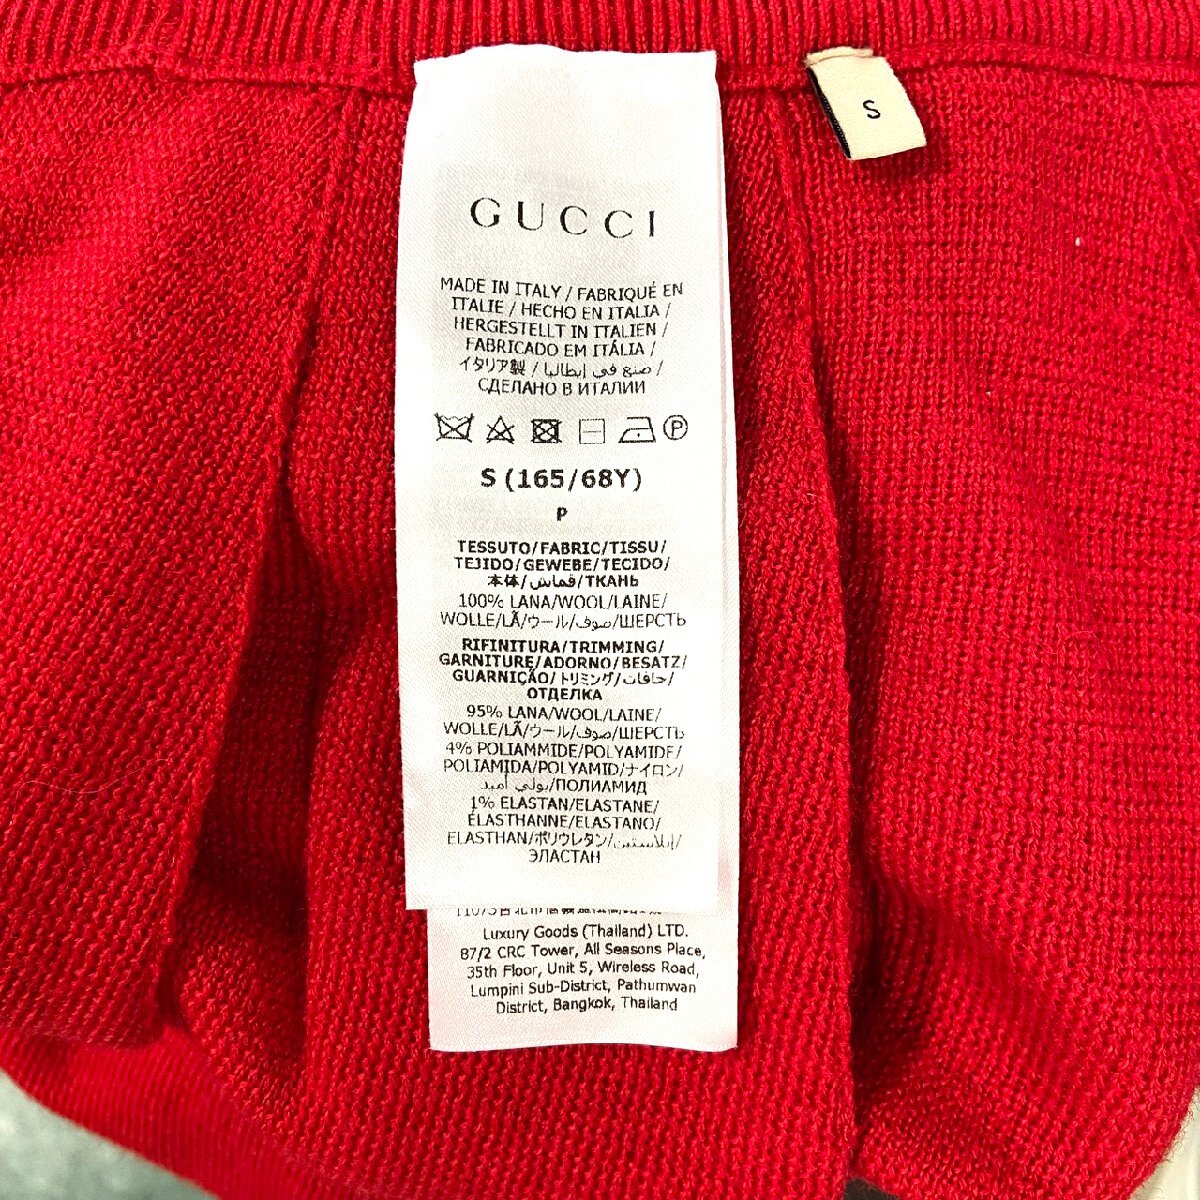 S
GUCCI
MADE IN ITALY / FABRIQUÉ EN
ITALIE / HECHO EN ITALIA /
HERGESTELLT IN ITALIEN /
FABRICADO EM ITÁLIA /
イタリア製 / صنع في إيطاليا /
СДЕЛАНО В ИТАЛИИ
P
S (165/68Y)
P
TESSUTO/FABRIC/TISSU/
TEJIDO/GEWEBE/TECIDO/
本体/قماش/ТКАНЬ
100% LANA/WOOL/LAINE/
WOLLE/LÃ/ウール/صوف/ШЕРСТЬ
RIFINITURA/TRIMMING/
GARNITURE/ADORNO/BESATZ/
GUARNIÇÃO/トリミング/حافات/
ОТДЕЛКА
95% LANA/WOOL/LAINE/
WOLLE/LÃ/ウール/صوف/ШЕРСТЬ
4% POLIAMMIDE/POLYAMIDE/
POLIAMIDA/POLYAMID/ナイロン/
بولي أميد/ПОЛИАМИД
1% ELASTAN/ELASTANE/
ÉLASTHANNE/ELASTANO/
ELASTHAN/ポリウレタン/إيلاستين/
ЭЛАСТАН
Luxury Goods (Thailand) LTD.
87/2 CRC Tower, All Seasons Place,
35th Floor, Unit 5, Wireless Road,
Lumpini Sub-District, Pathumwan
District, Bangkok, Thailand